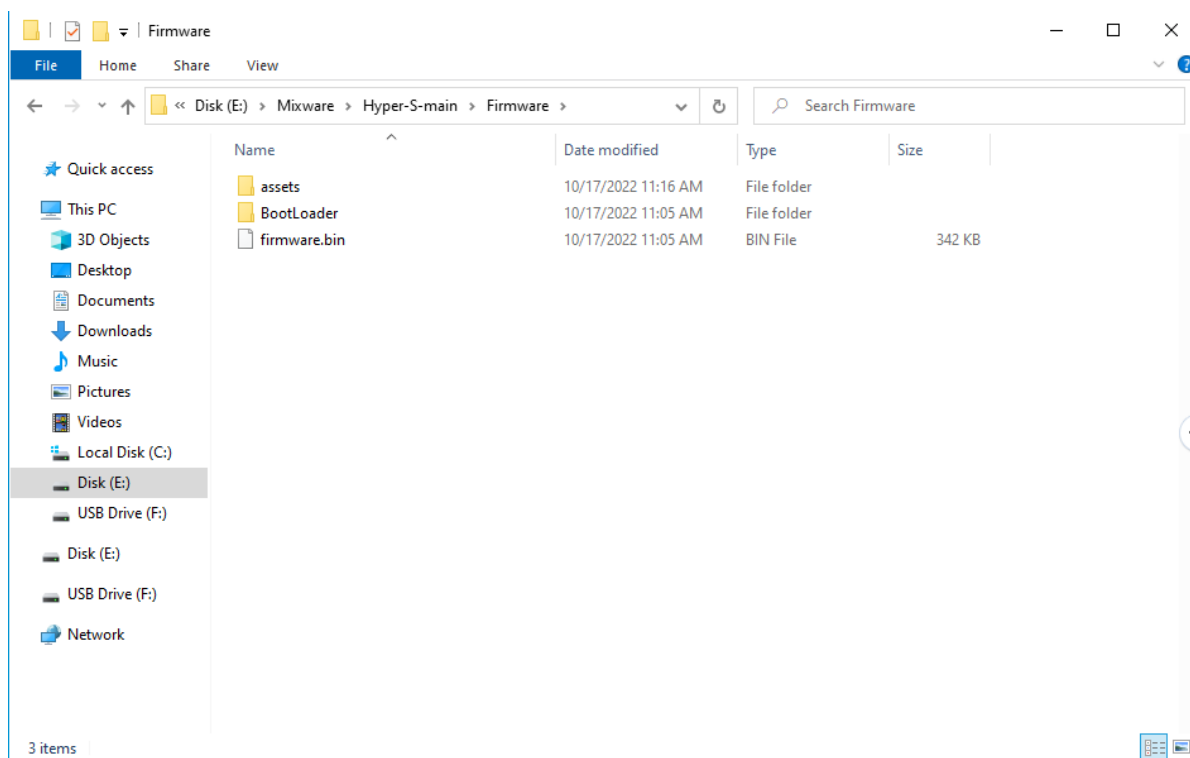 Firmware
File Home Share View
« Disk (E:) > Mixware > Hyper-S-main > Firmware > Search Firmware
Name Date modified Type Size
Quick access
This PC
3D Objects
Desktop
Documents
Downloads
Music
Pictures
Videos
Local Disk (C:)
Disk (E:)
USB Drive (F:)
Disk (E:)
USB Drive (F:)
Network
assets 10/17/2022 11:16 AM File folder
BootLoader 10/17/2022 11:05 AM File folder
firmware.bin 10/17/2022 11:05 AM BIN File 342 KB
3 items